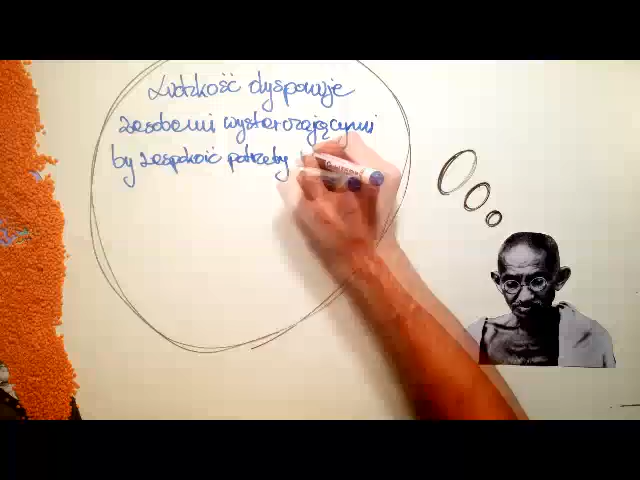 Ludzkość dysponuje
zasobami wystarczającymi
by zaspokoić potrzeby